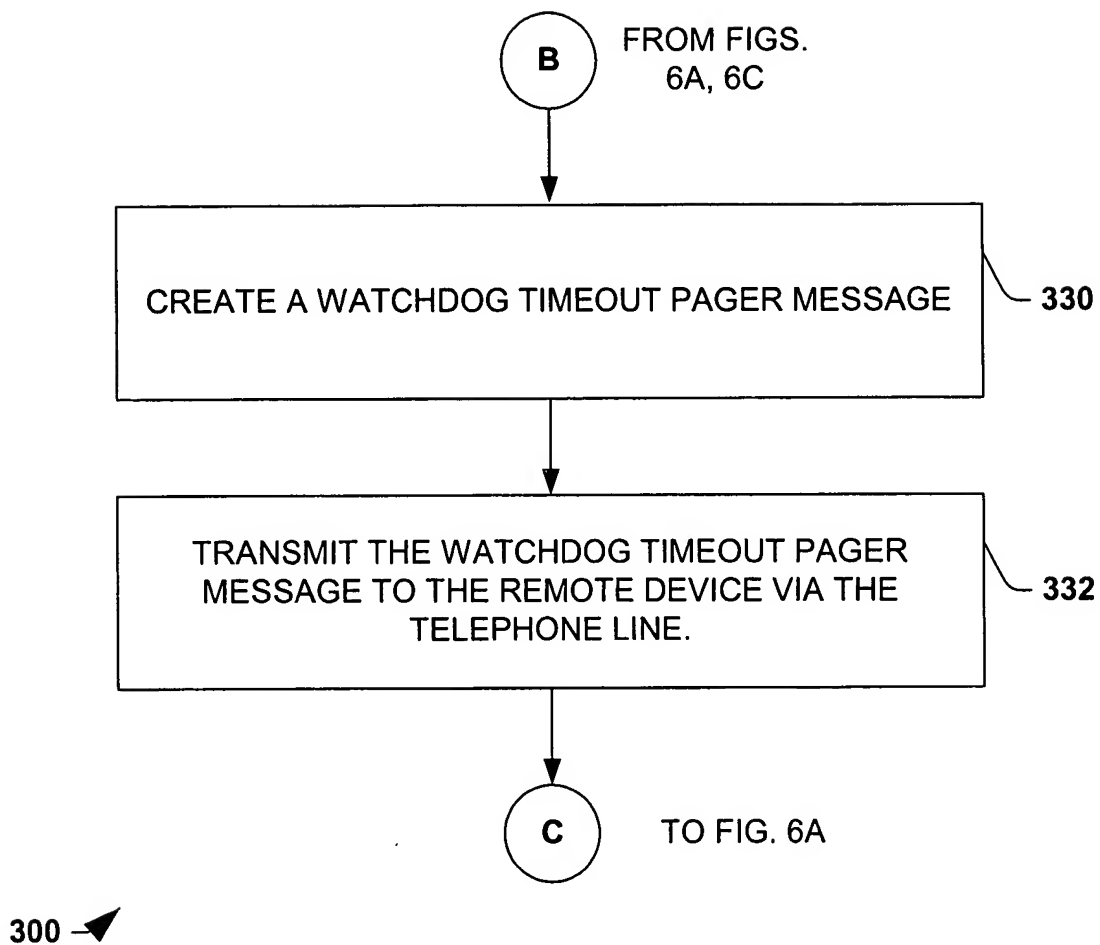 B
FROM FIGS.
6A, 6C
CREATE A WATCHDOG TIMEOUT PAGER MESSAGE
330
TRANSMIT THE WATCHDOG TIMEOUT PAGER
MESSAGE TO THE REMOTE DEVICE VIA THE
TELEPHONE LINE.
332
C
TO FIG. 6A
300